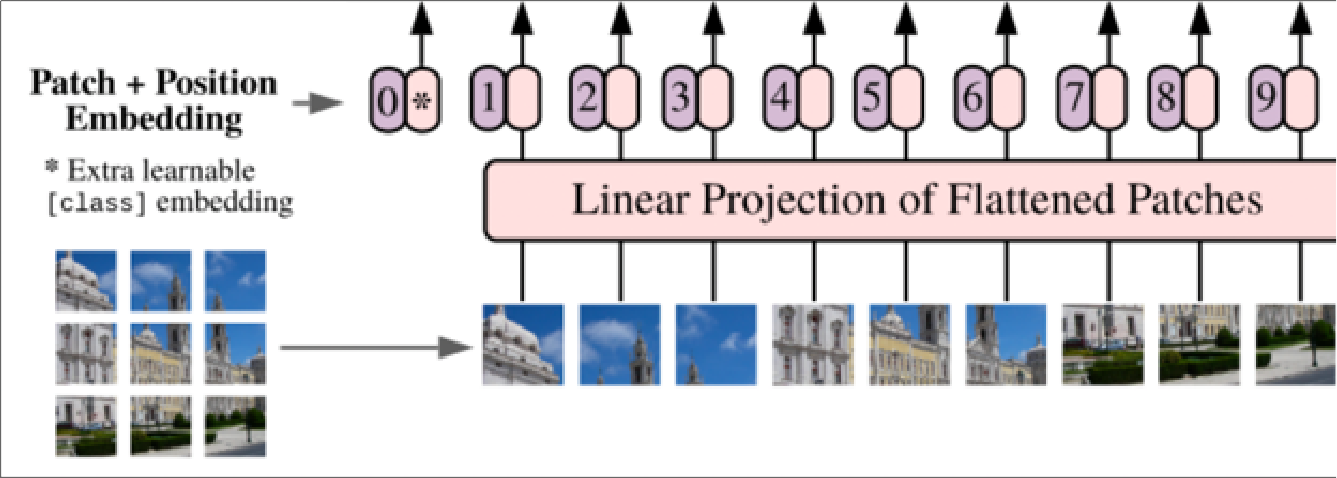 Patch + Position
Embedding
0 * 1 2 3 4 5 6 7 8 9
* Extra learnable
[class] embedding
Linear Projection of Flattened Patches